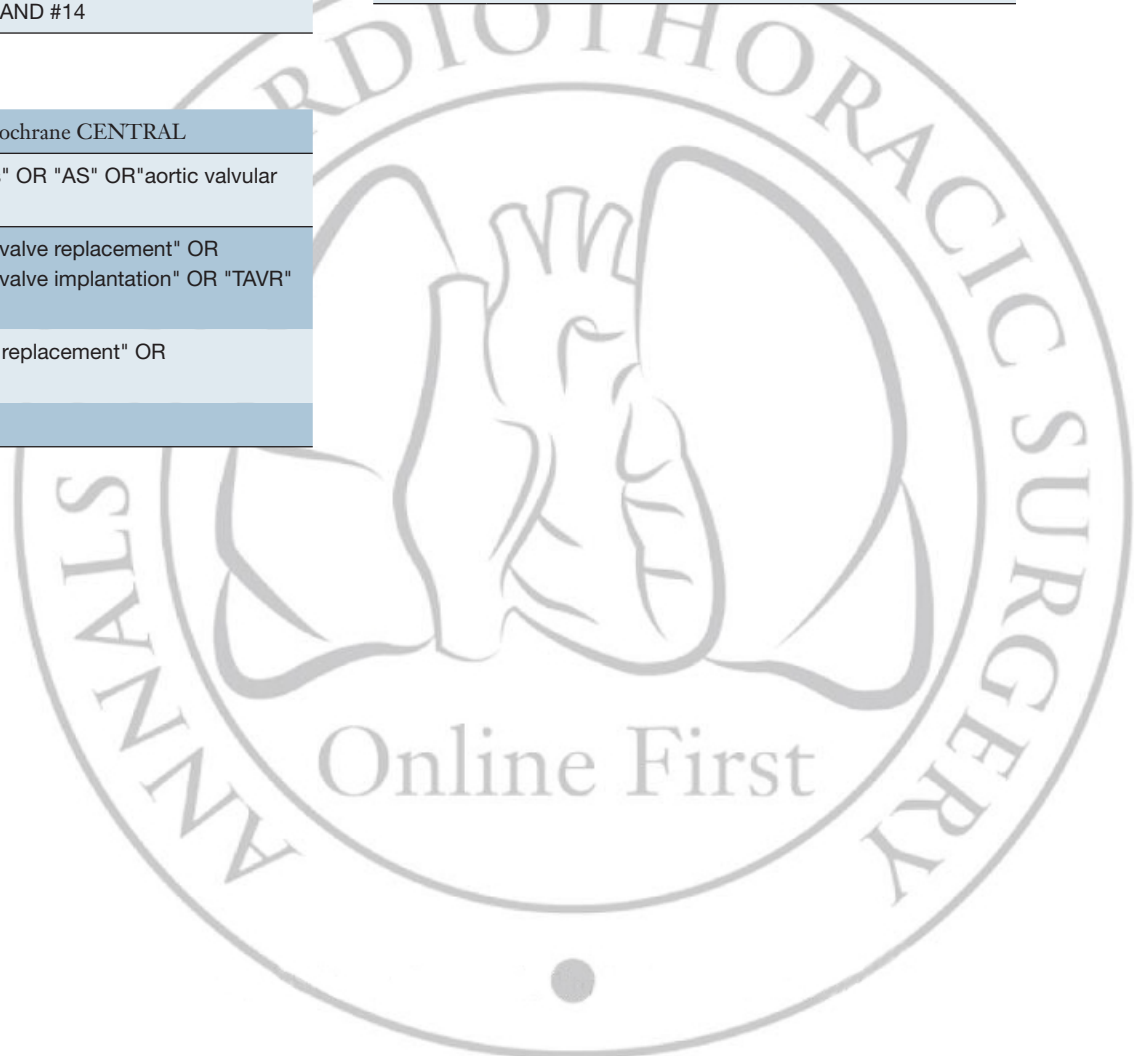 AND #14
ochrane CENTRAL
" OR "AS" OR"aortic valvular
valve replacement" OR
valve implantation" OR "TAVR"
replacement" OR
ANNALS
CARDIOTHORACIC SURGERY
Online First